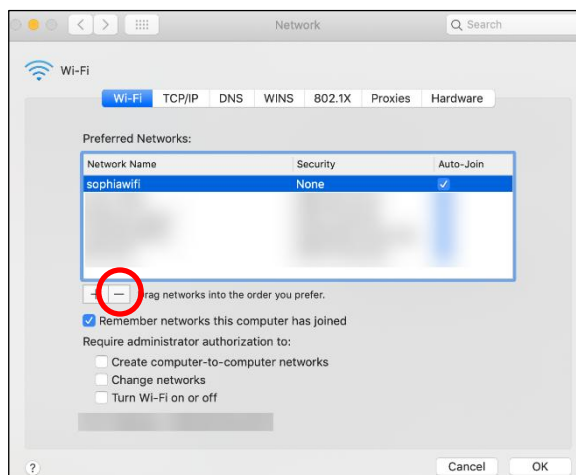 Network
Search
Wi-Fi
Wi-Fi TCP/IP DNS WINS 802.1X Proxies Hardware
Preferred Networks:
Network Name Security Auto-Join
sophiawifi None
+ − Drag networks into the order you prefer.
Remember networks this computer has joined
Require administrator authorization to:
Create computer-to-computer networks
Change networks
Turn Wi-Fi on or off
? Cancel OK